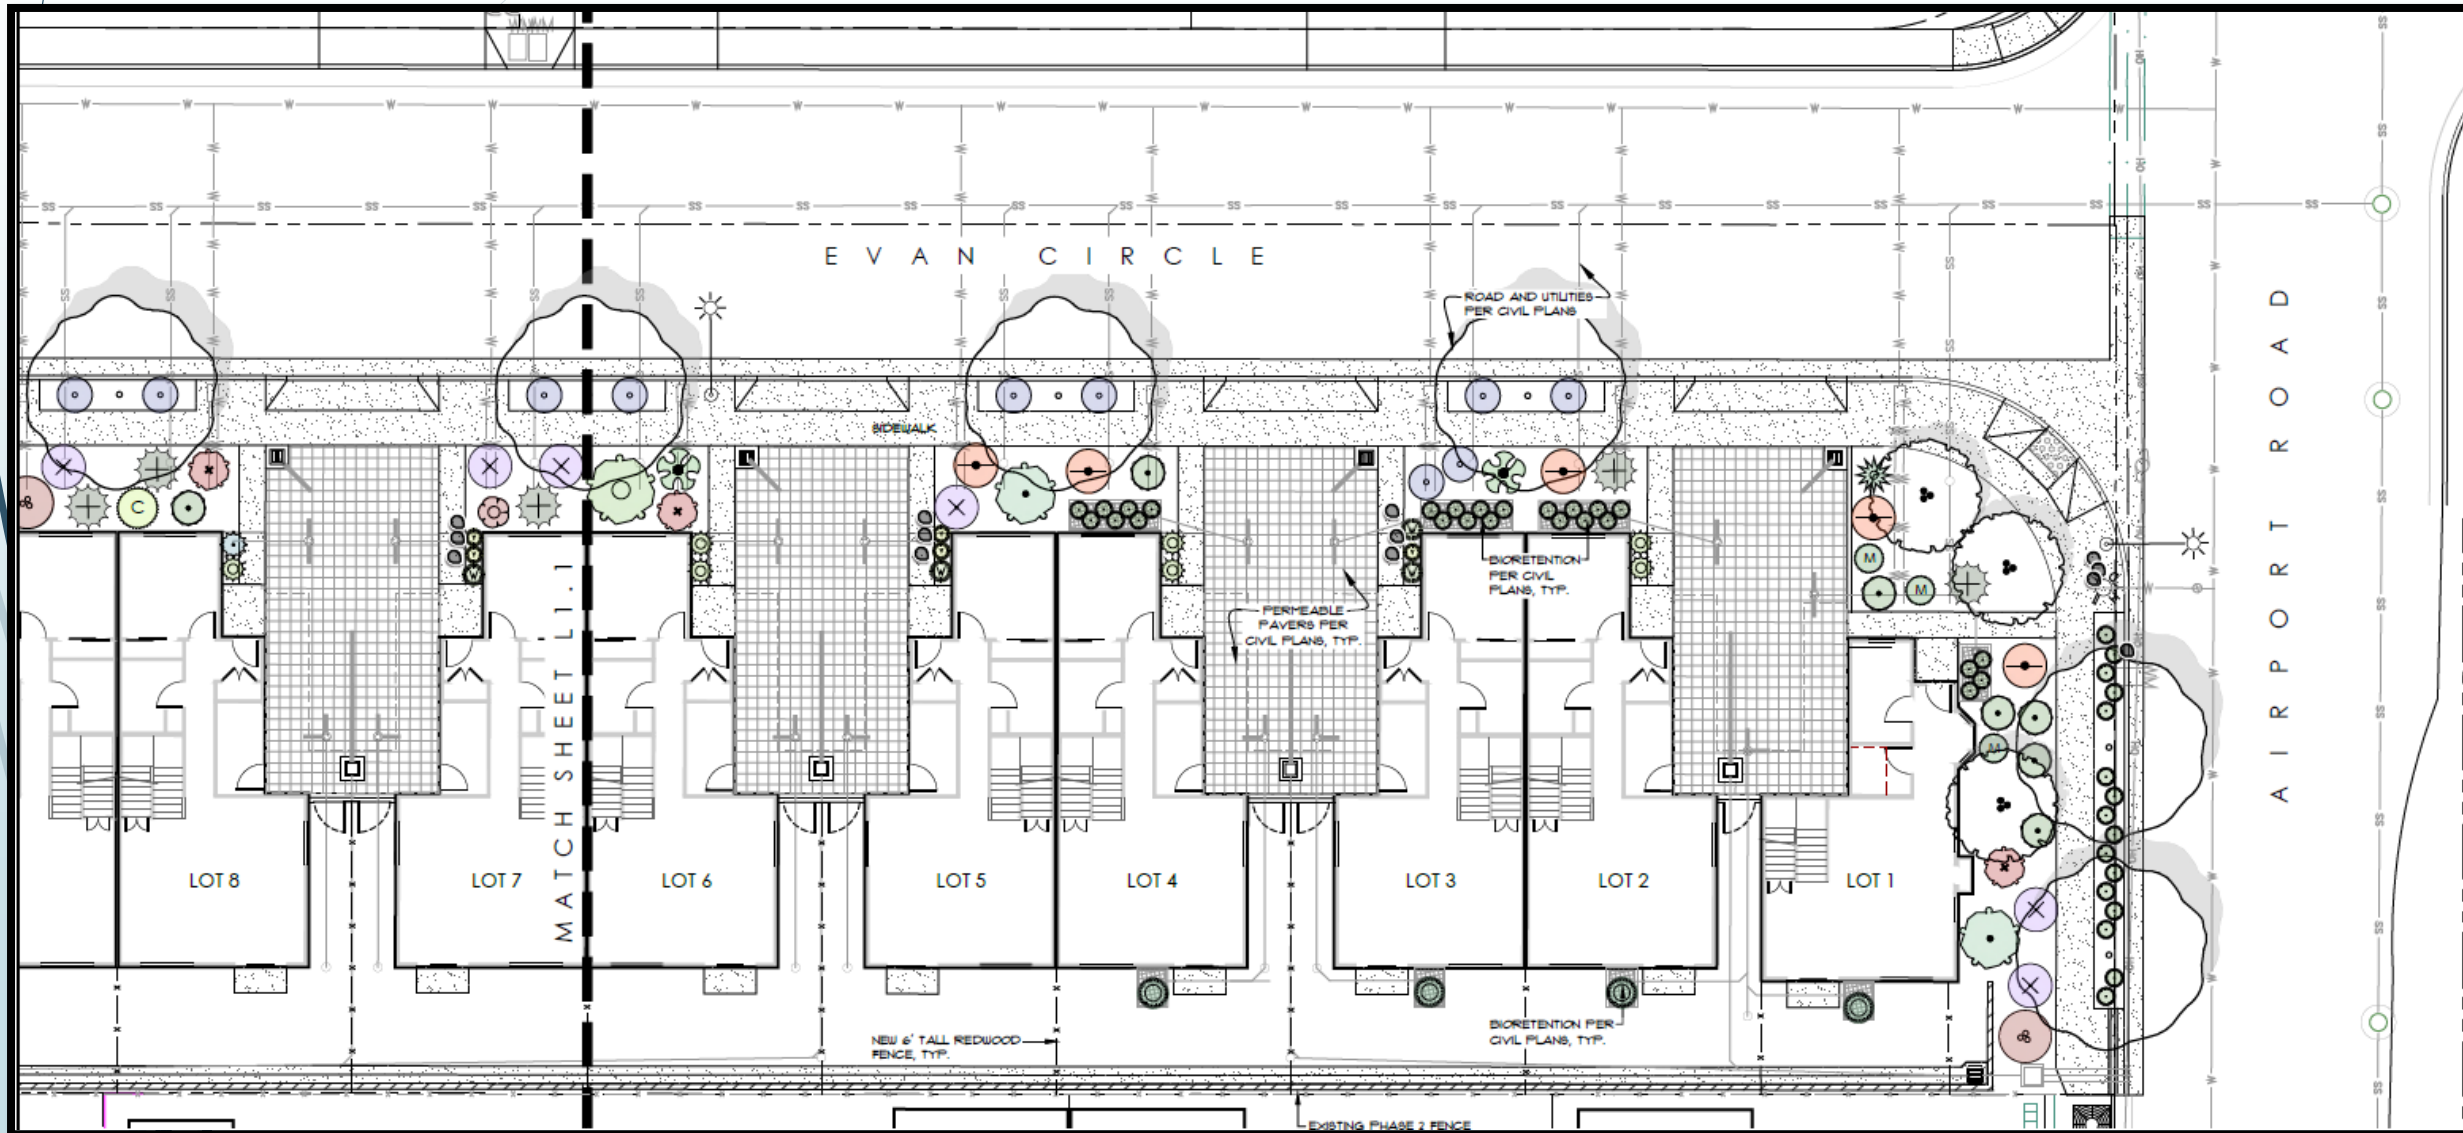 EVAN CIRCLE
ROAD AND UTILITIES
PER CIVIL PLANS
SIDEWALK
AIRPORT ROAD
C
M
M
M
BIORETENTION
PER CIVIL
PLANS, TYP.
PERMEABLE
PAVERS PER
CIVIL PLANS, TYP.
MATCH SHEET L1.1
LOT 8
LOT 7
LOT 6
LOT 5
LOT 4
LOT 3
LOT 2
LOT 1
NEW 6' TALL REDWOOD
FENCE, TYP.
BIORETENTION PER
CIVIL PLANS, TYP.
EXISTING PHASE 2 FENCE